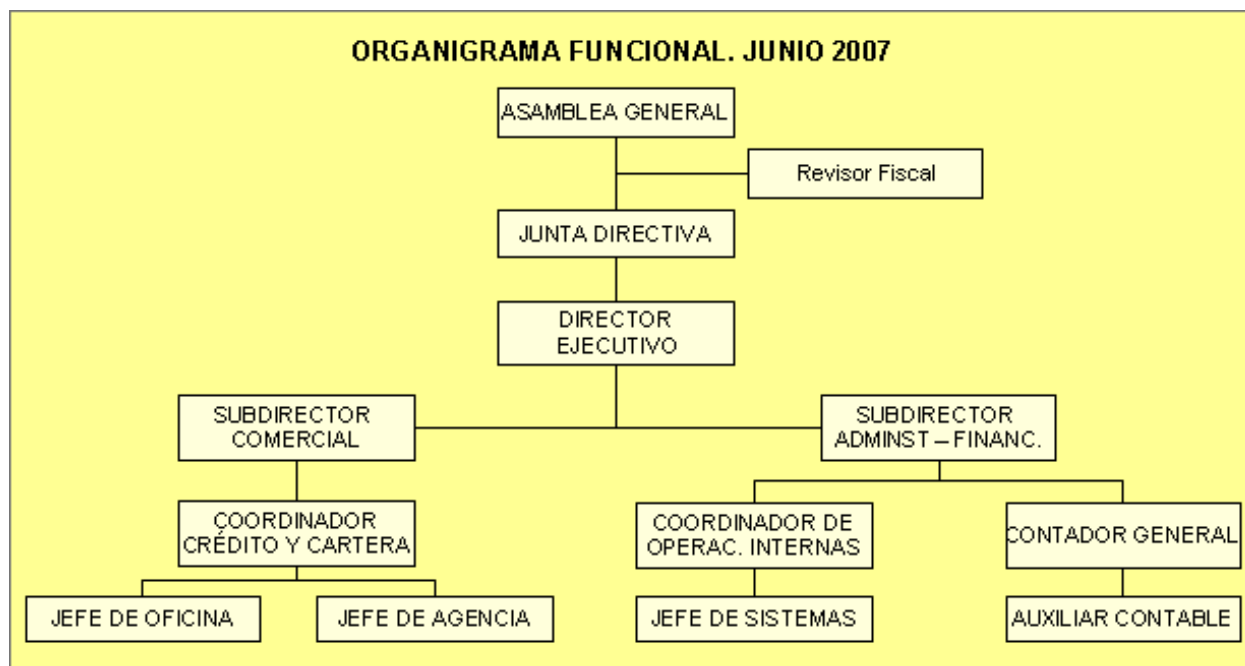 ORGANIGRAMA FUNCIONAL. JUNIO 2007
ASAMBLEA GENERAL
Revisor Fiscal
JUNTA DIRECTIVA
DIRECTOR
EJECUTIVO
SUBDIRECTOR
COMERCIAL
SUBDIRECTOR
ADMINST – FINANC.
COORDINADOR
CRÉDITO Y CARTERA
COORDINADOR DE
OPERAC. INTERNAS
CONTADOR GENERAL
JEFE DE OFICINA
JEFE DE AGENCIA
JEFE DE SISTEMAS
AUXILIAR CONTABLE